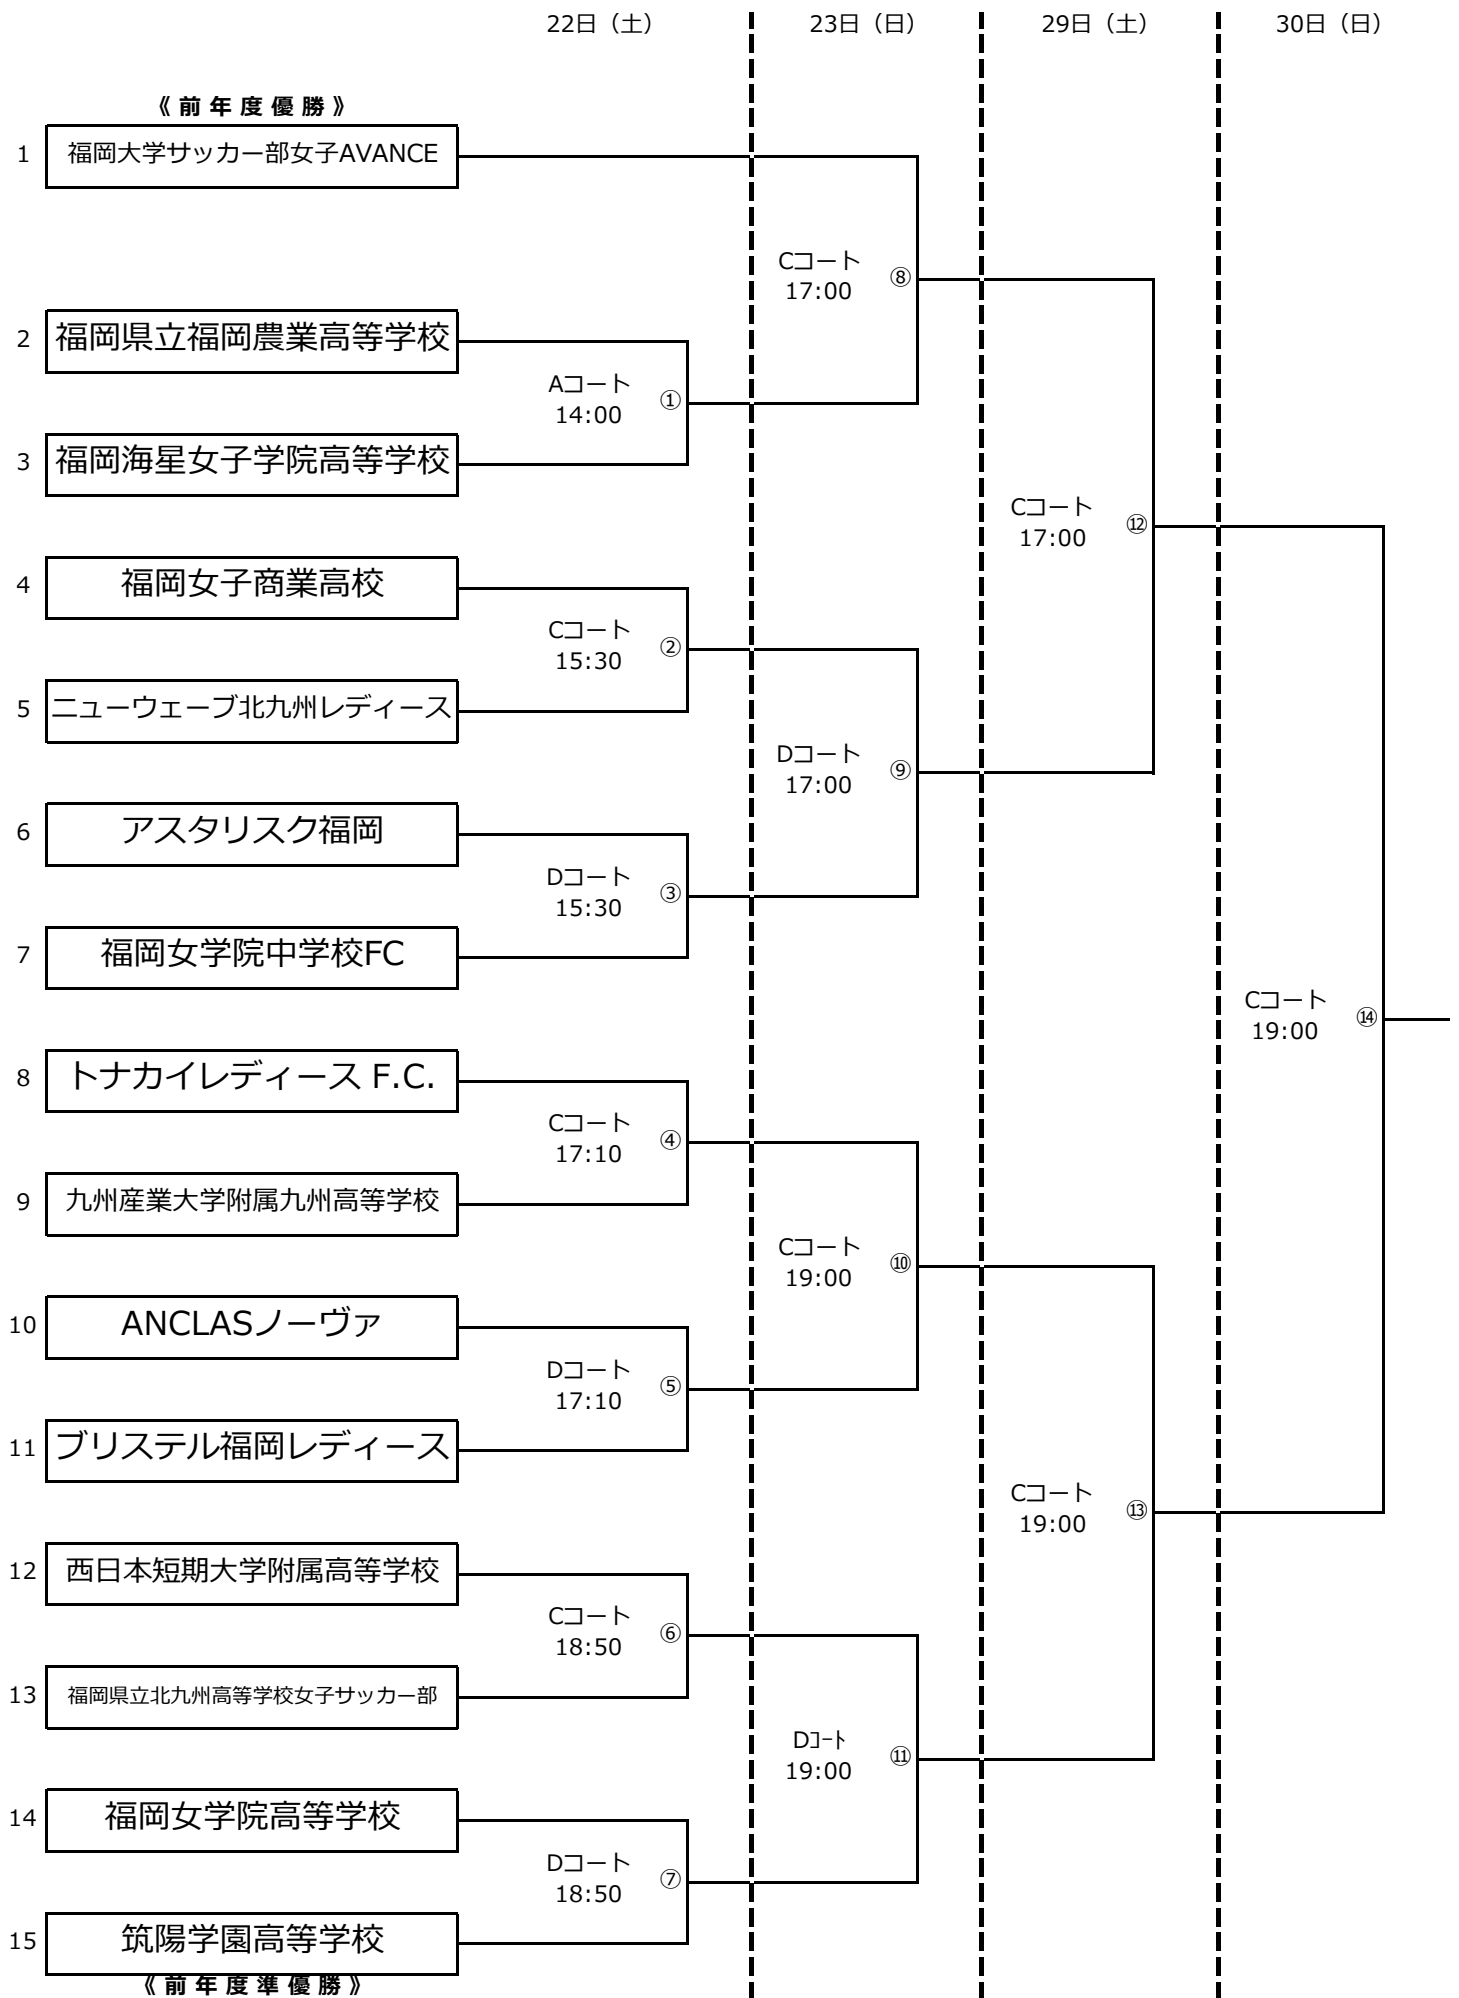 22日（土）
23日（日）
29日（土）
30日（日）
《 前 年 度 優 勝 》
1 福岡大学サッカー部女子AVANCE
Cコート
17:00
⑧
2 福岡県立福岡農業高等学校
Aコート
14:00
①
3 福岡海星女子学院高等学校
Cコート
17:00
⑫
4 福岡女子商業高校
Cコート
15:30
②
5 ニューウェーブ北九州レディース
Dコート
17:00
⑨
6 アスタリスク福岡
Dコート
15:30
③
7 福岡女学院中学校FC
Cコート
19:00
⑭
8 トナカイレディース F.C.
Cコート
17:10
④
9 九州産業大学附属九州高等学校
Cコート
19:00
⑩
10 ANCLASノーヴァ
Dコート
17:10
⑤
11 ブリステル福岡レディース
Cコート
19:00
⑬
12 西日本短期大学附属高等学校
Cコート
18:50
⑥
13 福岡県立北九州高等学校女子サッカー部
Dｺｰﾄ
19:00
⑪
14 福岡女学院高等学校
Dコート
18:50
⑦
15 筑陽学園高等学校
《 前 年 度 準 優 勝 》